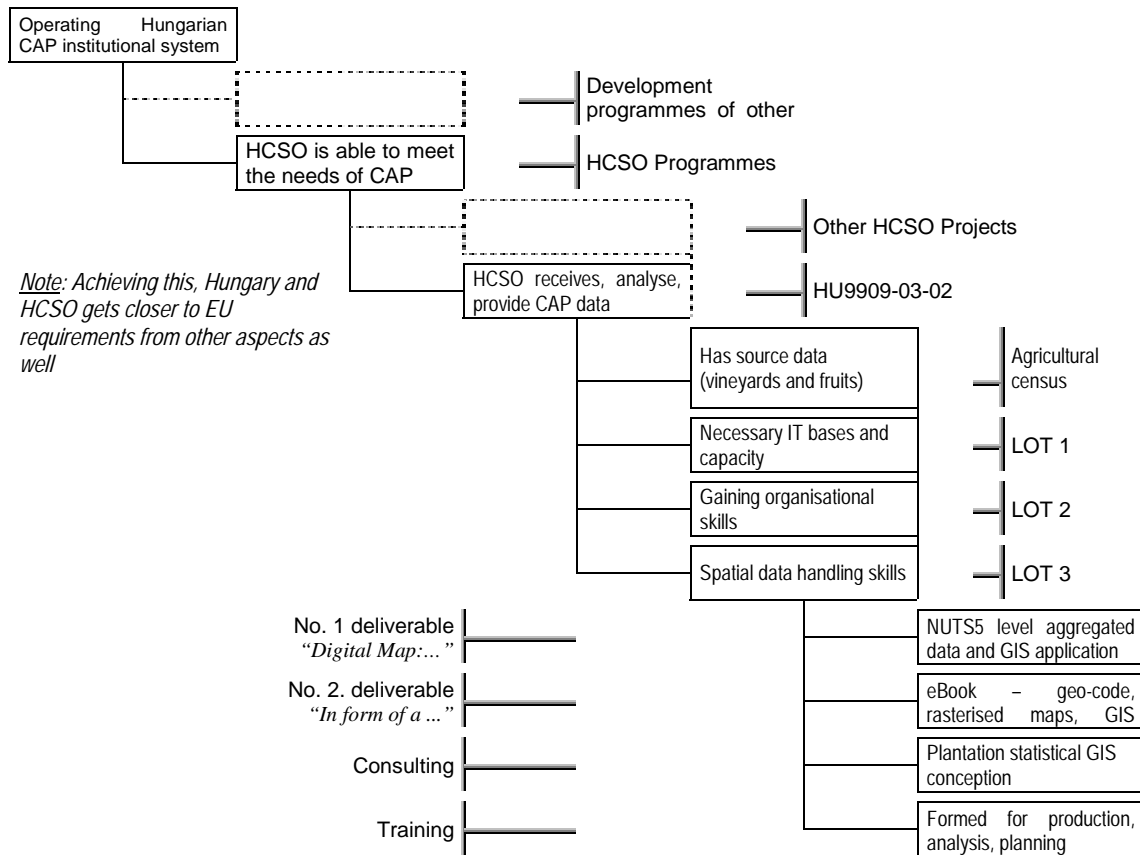 Operating Hungarian
CAP institutional system
Development
programmes of other
HCSO is able to meet
the needs of CAP
HCSO Programmes
Other HCSO Projects
Note: Achieving this, Hungary and
HCSO gets closer to EU
requirements from other aspects as
well
HCSO receives, analyse,
provide CAP data
HU9909-03-02
Has source data
(vineyards and fruits)
Agricultural
census
Necessary IT bases and
capacity
LOT 1
Gaining organisational
skills
LOT 2
Spatial data handling skills
LOT 3
No. 1 deliverable
“Digital Map:…”
NUTS5 level aggregated
data and GIS application
No. 2. deliverable
“In form of a ...”
eBook – geo-code,
rasterised maps, GIS
Consulting
Plantation statistical GIS
conception
Training
Formed for production,
analysis, planning